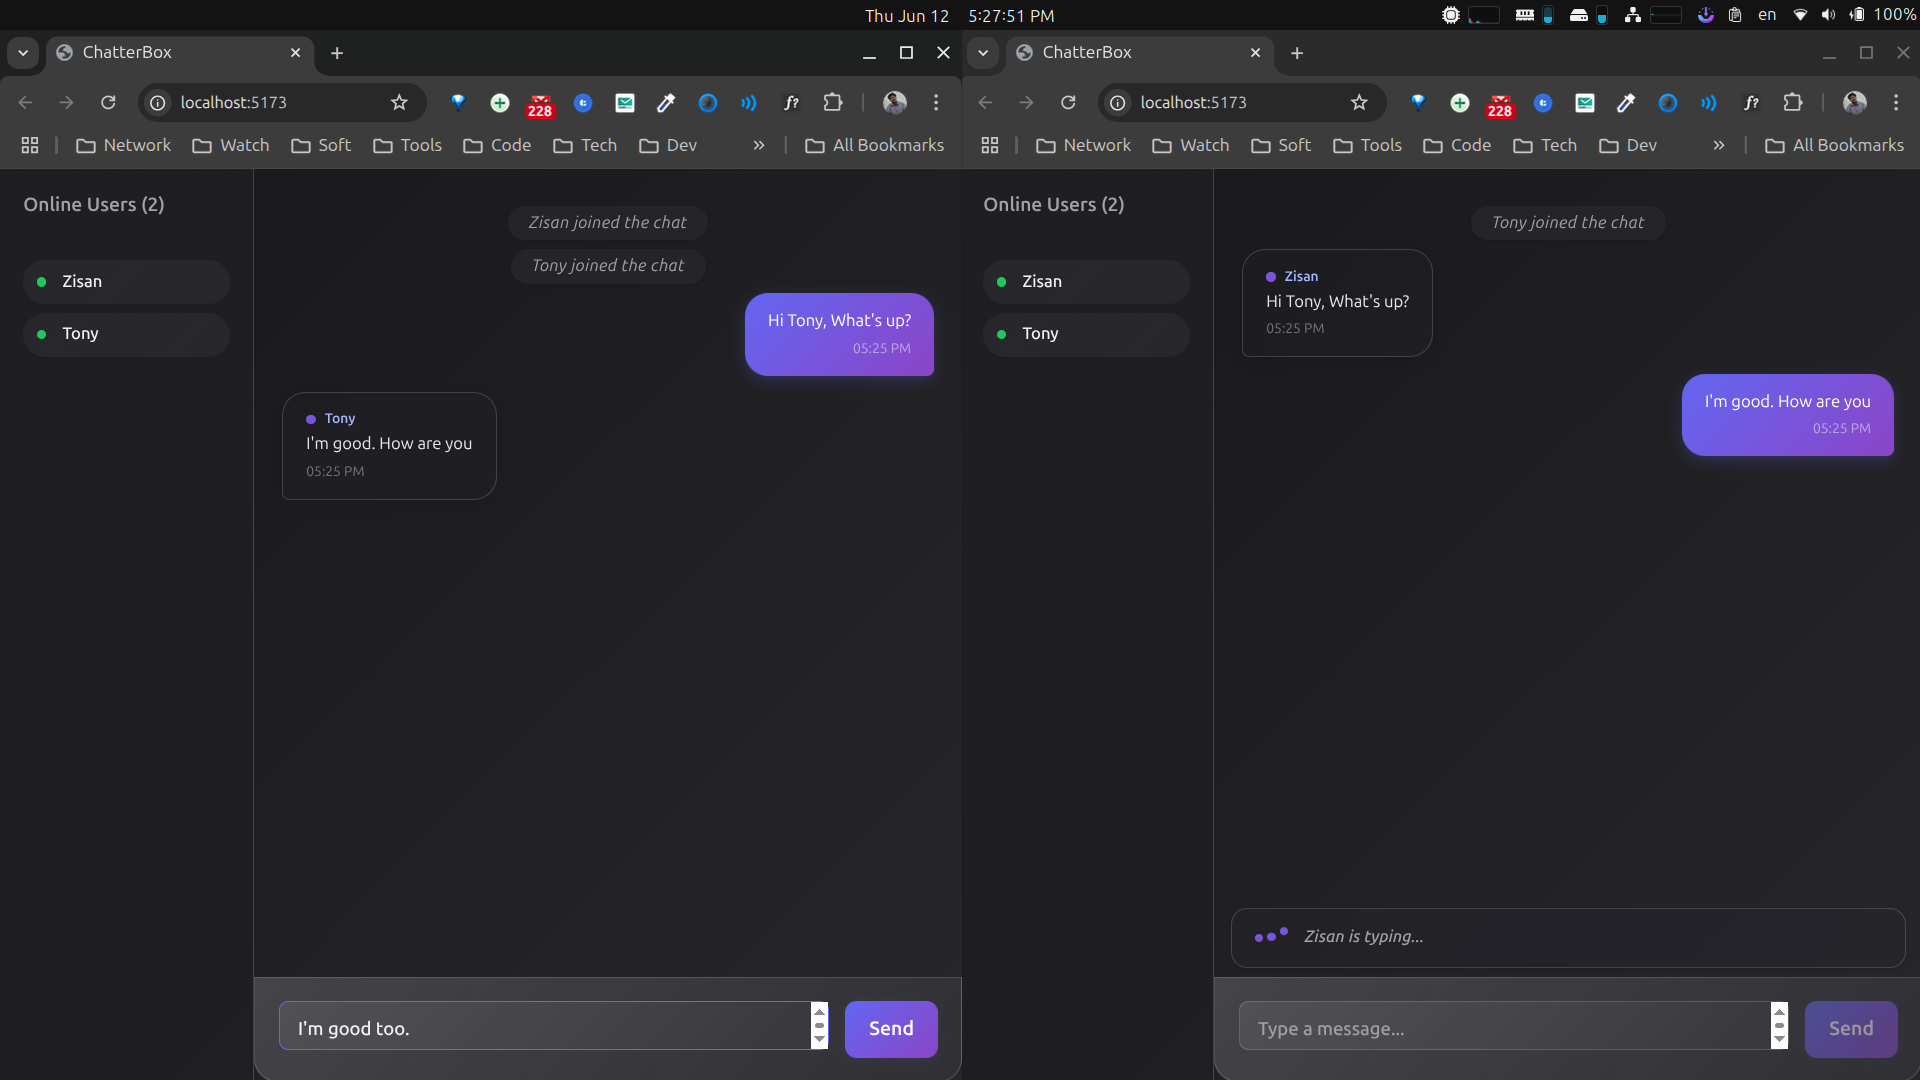 Thu Jun 12 5:27:51 PM
en 100%
ChatterBox
localhost:5173
228
f?
Network Watch Soft Tools Code Tech Dev » All Bookmarks
Online Users (2)
Zisan
Tony
Zisan joined the chat
Tony joined the chat
Hi Tony, What's up?
05:25 PM
Tony
I'm good. How are you
05:25 PM
I'm good too.
Send
ChatterBox
localhost:5173
228
f?
Network Watch Soft Tools Code Tech Dev » All Bookmarks
Online Users (2)
Zisan
Tony
Tony joined the chat
Zisan
Hi Tony, What's up?
05:25 PM
I'm good. How are you
05:25 PM
Zisan is typing...
Type a message...
Send